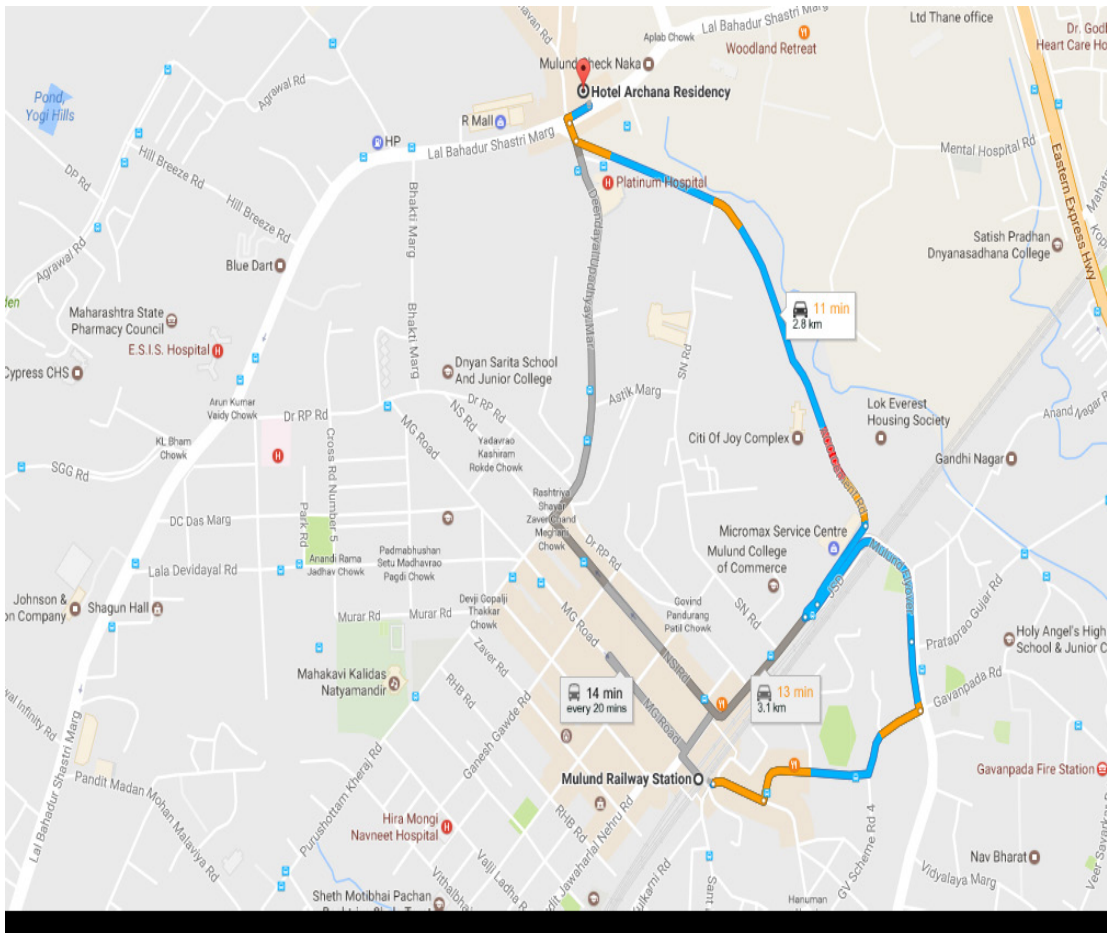 Lal Bahadur Shastri Marg
Ltd Thane office
Dr. Godl
Heart Care Ho
Aplab Chowk
Woodland Retreat
Mulund Check Naka
Hotel Archana Residency
Pond,
Yogi Hills
Agrawal Rd
R Mall
HP
Lal Bahadur Shastri Marg
Eastern Express Hwy
Mental Hospital Rd
Hill Breeze Rd
DP Rd
Platinum Hospital
Bhakti Marg
Hill Breeze Rd
Agrawal Rd
Satish Pradhan
Dnyanasadhana College
Blue Dart
Maharashtra State
Pharmacy Council
Bhakti Marg
11 min
2.8 km
E.S.I.S. Hospital
Dnyan Sarita School
And Junior College
SN Rd
Cypress CHS
Astik Marg
Arun Kumar
Vaidy Chowk
Dr RP Rd
Dr RP Rd
NS Rd
MG Road
Lok Everest
Housing Society
Citi Of Joy Complex
KL Bham
Chowk
Cross Rd Number 5
Yadavrao
Kashiram
Rokde Chowk
Gandhi Nagar
SGG Rd
Rashtriya
Shayar
Zaver Chand
Meghani
Chowk
DC Das Marg
Park Rd
Micromax Service Centre
Mulund College
of Commerce
Dr RP Rd
Mulund Flyover
Anandi Rama
Jadhav Chowk
Padmabhushan
Setu Madhavrao
Pagdi Chowk
Lala Devidayal Rd
JSD
Prataprao Gujar Rd
Johnson &
on Company
Shagun Hall
Murar Rd
Murar Rd
Devji Gopalji
Thakkar
Chowk
MG Road
Govind
Pandurang
Patil Chowk
SN Rd
Holy Angel's High
School & Junior C
Mahakavi Kalidas
Natyamandir
Zaver Rd
RHB Rd
NS Rd
14 min
every 20 mins
13 min
3.1 km
Gavanpada Rd
Ganesh Gawde Rd
MG Road
Lal Bahadur Shastri Marg
Pandit Madan Mohan Malaviya Rd
Purushottam Kheraj Rd
Mulund Railway Station
Gavanpada Fire Station
Hira Mongi
Navneet Hospital
RHB Rd
GV Scheme Rd 4
Nav Bharat
Valji Ladha
Vidyalaya Marg
Sheth Motibhai Pachan
Hanuman